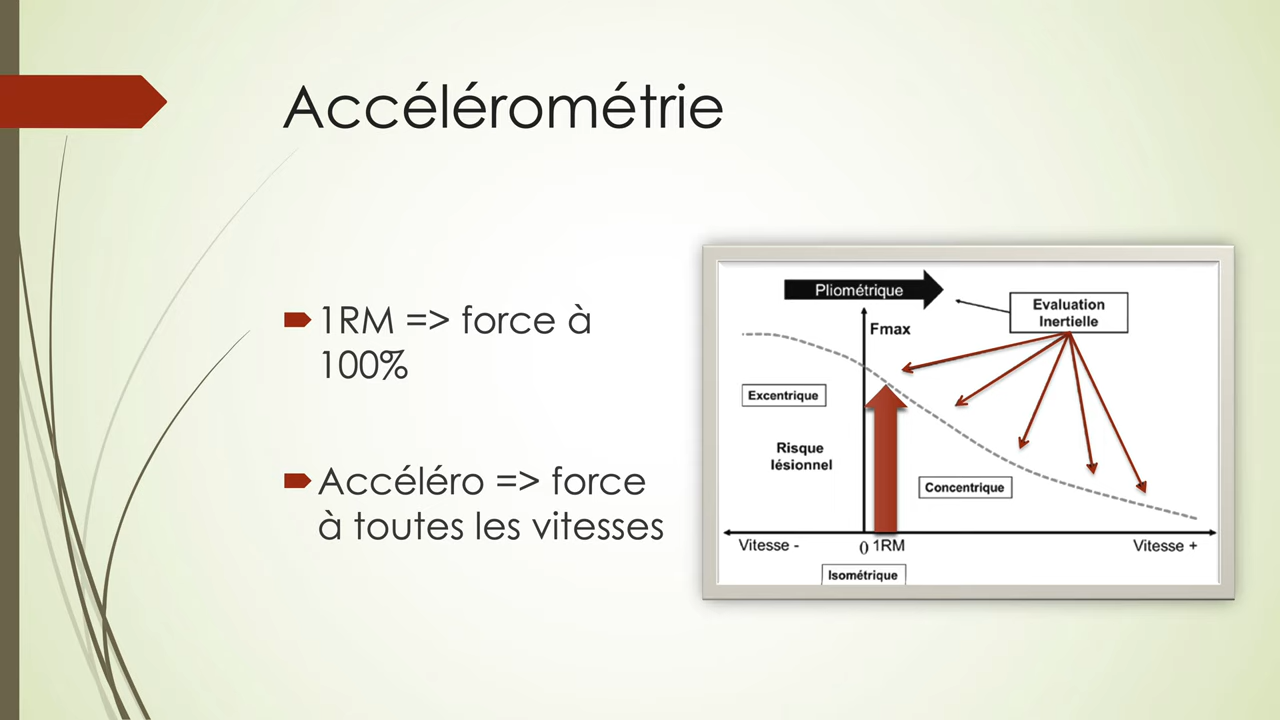 Accélérométrie
1RM => force à
100%
Accéléro => force
à toutes les vitesses
Pliométrique
Evaluation
Inertielle
Fmax
Excentrique
Risque
lésionnel
Concentrique
Vitesse -
0
1RM
Vitesse +
Isométrique